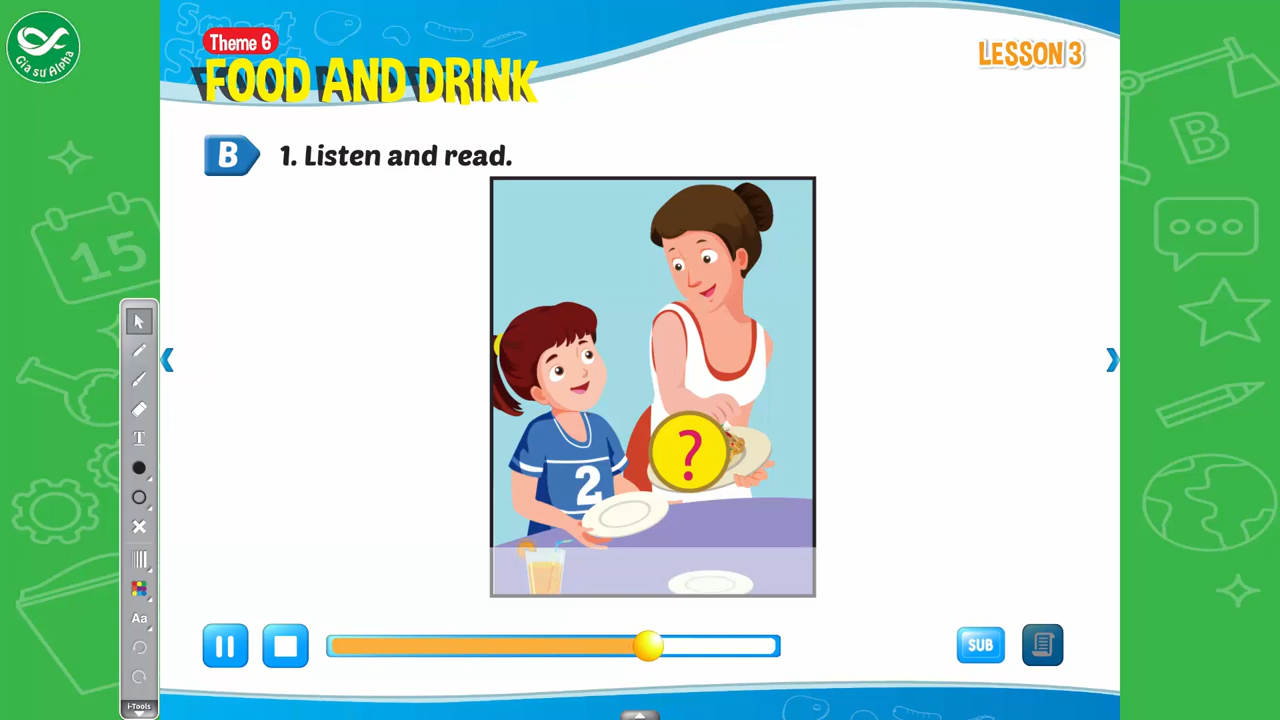 Gia sư Alpha
Theme 6
FOOD AND DRINK
LESSON 3
B
1. Listen and read.
15
B
?
2
T
Aa
i-Tools
SUB